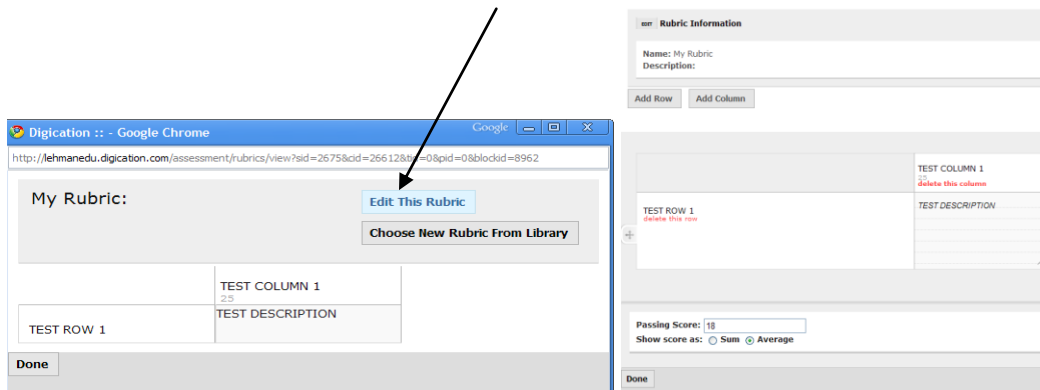 Digication :: - Google Chrome
Google
http://lehmanedu.digication.com/assessment/rubrics/view?sid=2675&cid=26612&tid=0&pid=0&blockid=8962
My Rubric:
Edit This Rubric
Choose New Rubric From Library
TEST COLUMN 1
25
TEST ROW 1
TEST DESCRIPTION
Done
EDIT Rubric Information
Name: My Rubric
Description:
Add Row Add Column
TEST COLUMN 1
25
delete this column
TEST ROW 1
delete this row
TEST DESCRIPTION
Passing Score: 18
Show score as: Sum Average
Done